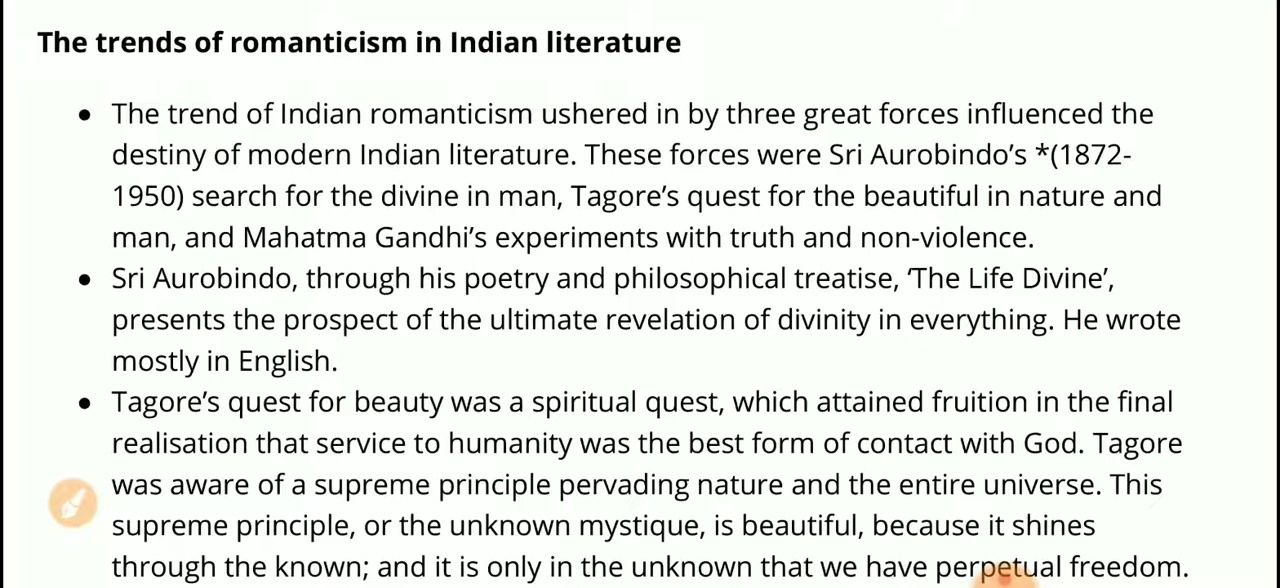 The trends of romanticism in Indian literature
• The trend of Indian romanticism ushered in by three great forces influenced the
destiny of modern Indian literature. These forces were Sri Aurobindo’s *(1872-
1950) search for the divine in man, Tagore’s quest for the beautiful in nature and
man, and Mahatma Gandhi’s experiments with truth and non-violence.
• Sri Aurobindo, through his poetry and philosophical treatise, ‘The Life Divine’,
presents the prospect of the ultimate revelation of divinity in everything. He wrote
mostly in English.
• Tagore’s quest for beauty was a spiritual quest, which attained fruition in the final
realisation that service to humanity was the best form of contact with God. Tagore
was aware of a supreme principle pervading nature and the entire universe. This
supreme principle, or the unknown mystique, is beautiful, because it shines
through the known; and it is only in the unknown that we have perpetual freedom.